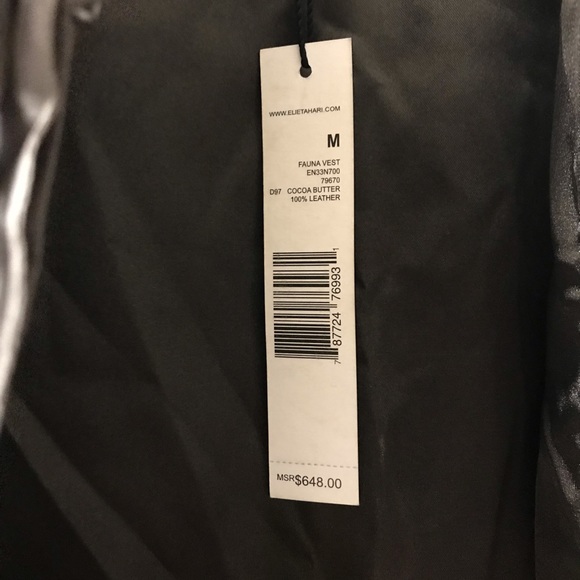 WWW.ELIETAHARI.COM
M
FAUNA VEST
EN33N700
79670
D97 COCOA BUTTER
100% LEATHER
7 87724 76993 1
MSR$648.00